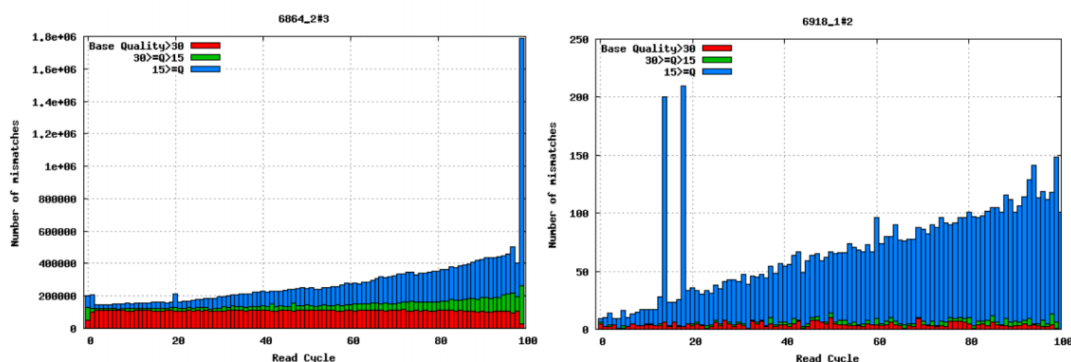 6864_2#3
1.8e+06
1.6e+06
1.4e+06
1.2e+06
1e+06
800000
600000
400000
200000
0
Base Quality>30
30>=Q>15
15>=Q
Number of mismatches
0 20 40 60 80 100
Read Cycle
6918_1#2
250
200
150
100
50
0
Base Quality>30
30>=Q>15
15>=Q
Number of mismatches
0 20 40 60 80 100
Read Cycle